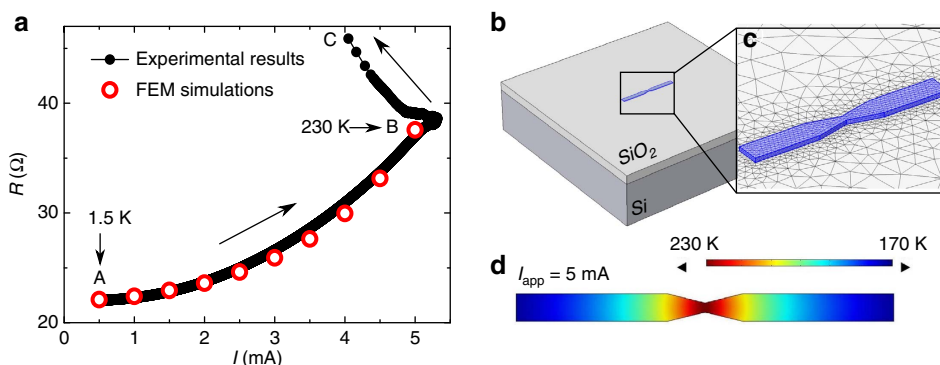 a
C
Experimental results
FEM simulations
230 K
B
1.5 K
A
R (Ω)
40
30
20
0
1
2
3
4
5
I (mA)
b
SiO2
Si
c
d
Iapp = 5 mA
230 K
170 K